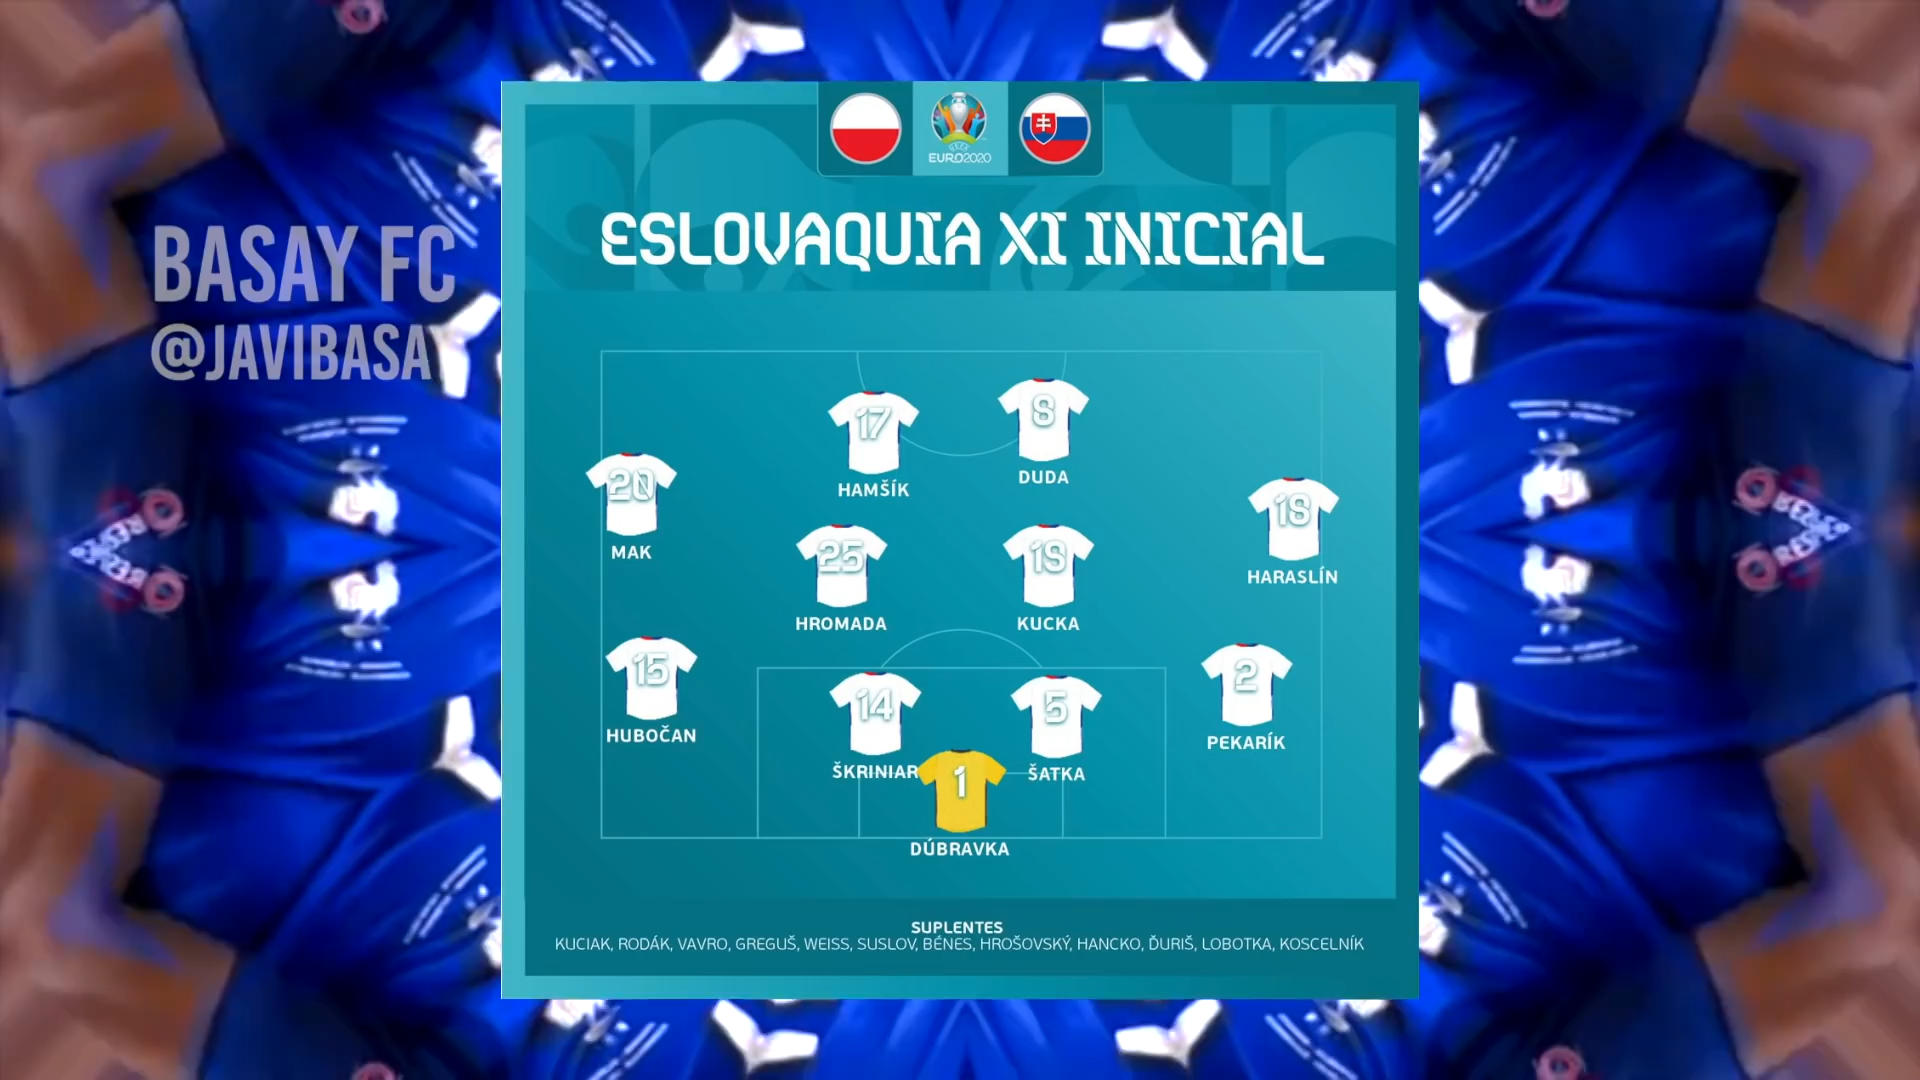 EURO2020
ESLOVAQUIA XI INICIAL
BASAY FC
@JAVIBASA
17
HAMŠÍK
8
DUDA
20
MAK
18
HARASLÍN
25
HROMADA
19
KUCKA
15
HUBOČAN
14
ŠKRINIAR
5
ŠATKA
2
PEKARÍK
1
DÚBRAVKA
SUPLENTES
KUCIAK, RODÁK, VAVRO, GREGUŠ, WEISS, SUSLOV, BÉNES, HROŠOVSKÝ, HANCKO, ĎURIŠ, LOBOTKA, KOSCELNÍK